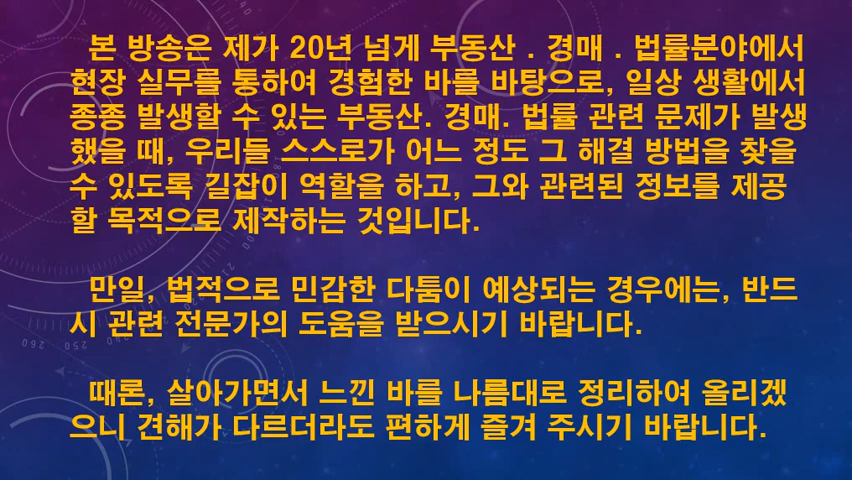 본 방송은 제가 20년 넘게 부동산 . 경매 . 법률분야에서
현장 실무를 통하여 경험한 바를 바탕으로, 일상 생활에서
종종 발생할 수 있는 부동산. 경매. 법률 관련 문제가 발생
했을 때, 우리들 스스로가 어느 정도 그 해결 방법을 찾을
수 있도록 길잡이 역할을 하고, 그와 관련된 정보를 제공
할 목적으로 제작하는 것입니다.
만일, 법적으로 민감한 다툼이 예상되는 경우에는, 반드
시 관련 전문가의 도움을 받으시기 바랍니다.
때론, 살아가면서 느낀 바를 나름대로 정리하여 올리겠
으니 견해가 다르더라도 편하게 즐겨 주시기 바랍니다.
260
250